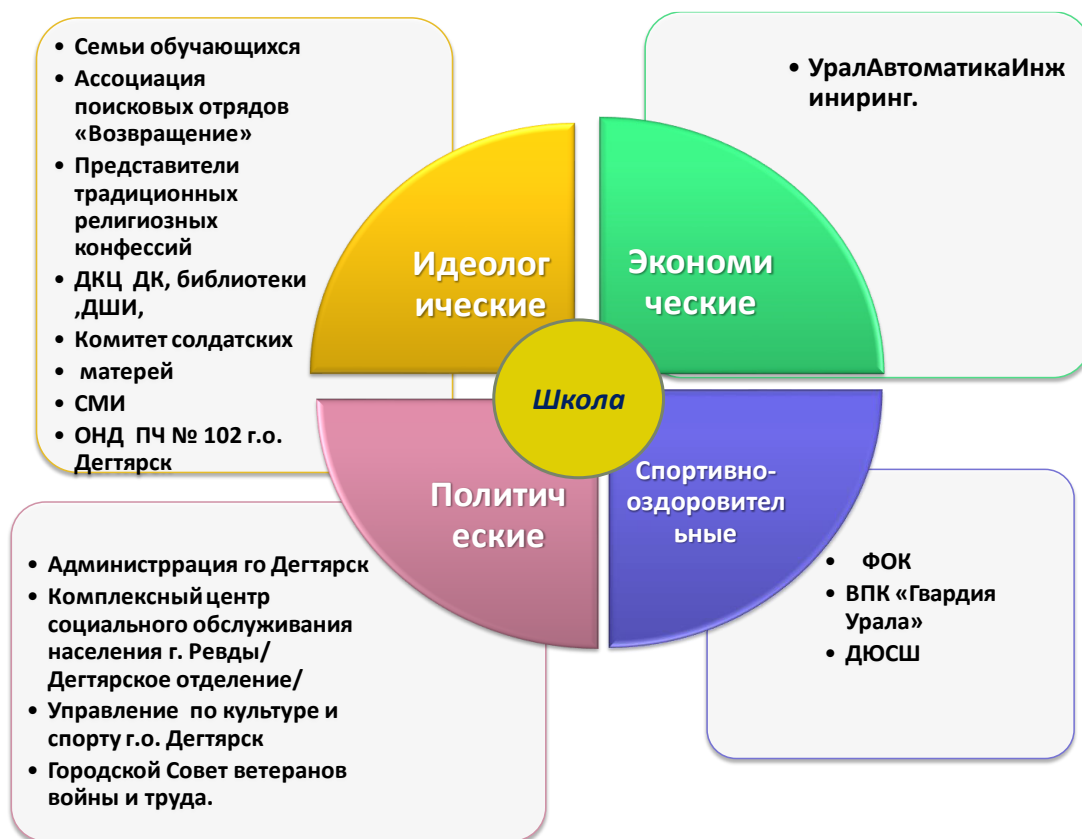 • Семьи обучающихся
• Ассоциация
поисковых отрядов
«Возвращение»
• Представители
традиционных
религиозных
конфессий
• ДКЦ ДК, библиотеки
,ДШИ,
• Комитет солдатских
• матерей
• СМИ
• ОНД ПЧ № 102 г.о.
Дегтярск
• УралАвтоматикаИнж
иниринг.
Идеолог
ические
Экономи
ческие
Школа
Политич
еские
Спортивно-
оздоровител
ьные
• Администррация го Дегтярск
• Комплексный центр
социального обслуживания
населения г. Ревды/
Дегтярское отделение/
• Управление по культуре и
спорту г.о. Дегтярск
• Городской Совет ветеранов
войны и труда.
• ФОК
• ВПК «Гвардия
Урала»
• ДЮСШ